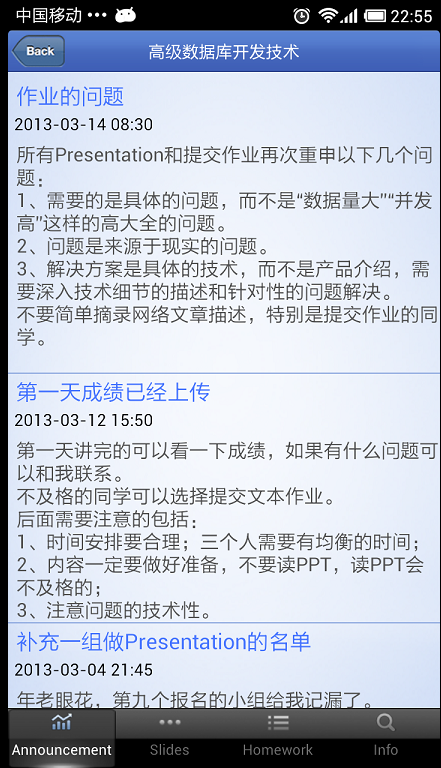 中国移动 ••• 22:55
Back 高级数据库开发技术
作业的问题
2013-03-14 08:30
所有Presentation和提交作业再次重申以下几个问
题：
1、需要的是具体的问题，而不是“数据量大”“并发
高”这样的高大全的问题。
2、问题是来源于现实的问题。
3、解决方案是具体的技术，而不是产品介绍，需
要深入技术细节的描述和针对性的问题解决。
不要简单摘录网络文章描述，特别是提交作业的同
学。
第一天成绩已经上传
2013-03-12 15:50
第一天讲完的可以看一下成绩，如果有什么问题可
以和我联系。
不及格的同学可以选择提交文本作业。
后面需要注意的包括：
1、时间安排要合理；三个人需要有均衡的时间；
2、内容一定要做好准备，不要读PPT，读PPT会
不及格的；
3、注意问题的技术性。
补充一组做Presentation的名单
2013-03-04 21:45
年老眼花，第九个报名的小组给我记漏了。
Announcement Slides Homework Info